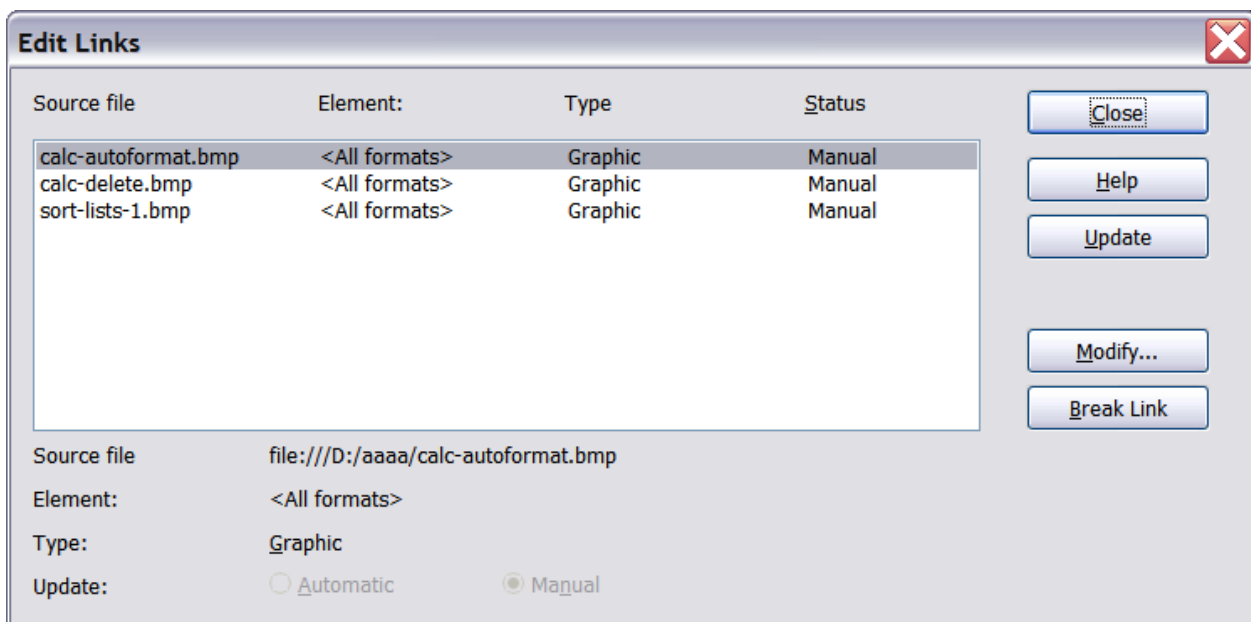 Edit Links
Source file Element: Type Status Close
calc-autoformat.bmp <All formats> Graphic Manual
calc-delete.bmp <All formats> Graphic Manual
sort-lists-1.bmp <All formats> Graphic Manual
Help
Update
Modify...
Break Link
Source file file:///D:/aaaa/calc-autoformat.bmp
Element: <All formats>
Type: Graphic
Update: Automatic Manual